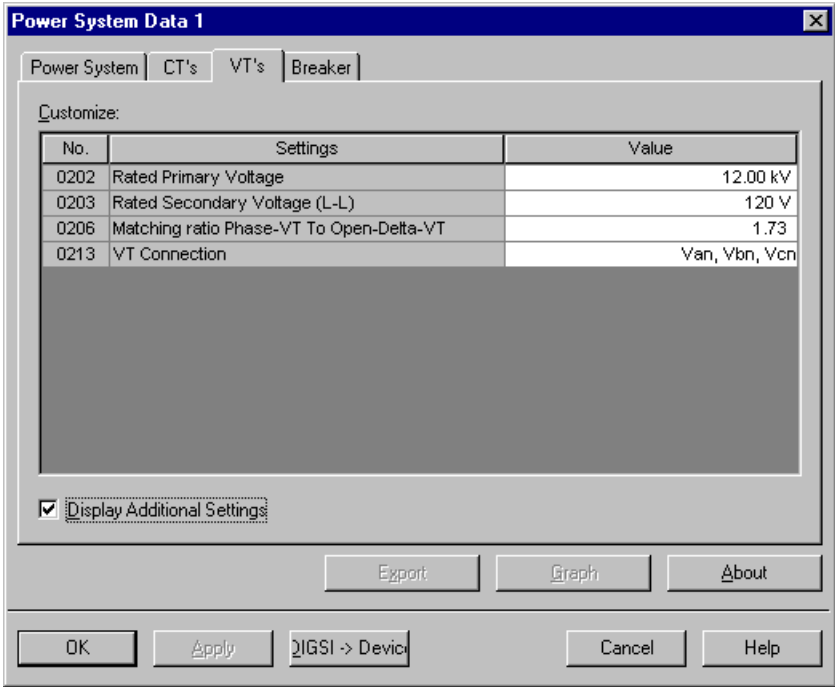 Power System Data 1
Power System CT's VT's Breaker
Customize:
No. Settings Value
0202 Rated Primary Voltage 12.00 kV
0203 Rated Secondary Voltage (L-L) 120 V
0206 Matching ratio Phase-VT To Open-Delta-VT 1.73
0213 VT Connection Van, Vbn, Vcn
Display Additional Settings
Export Graph About
OK Apply DIGSI -> Devic Cancel Help